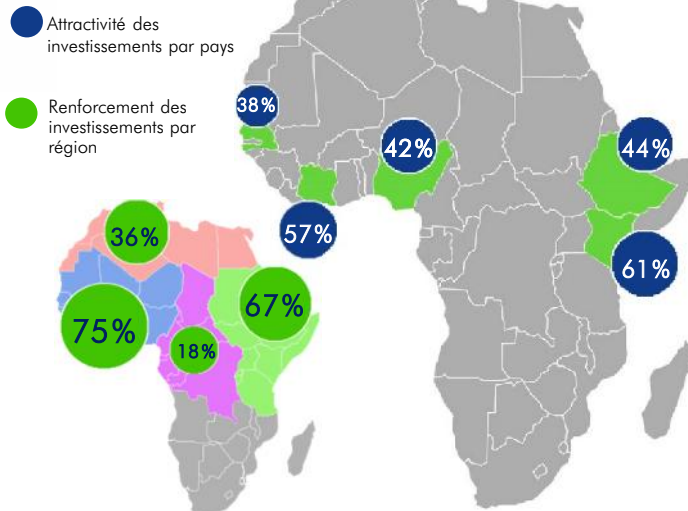 Attractivité des
investissements par pays
Renforcement des
investissements par
région
38%
42%
44%
57%
61%
36%
67%
75%
18%